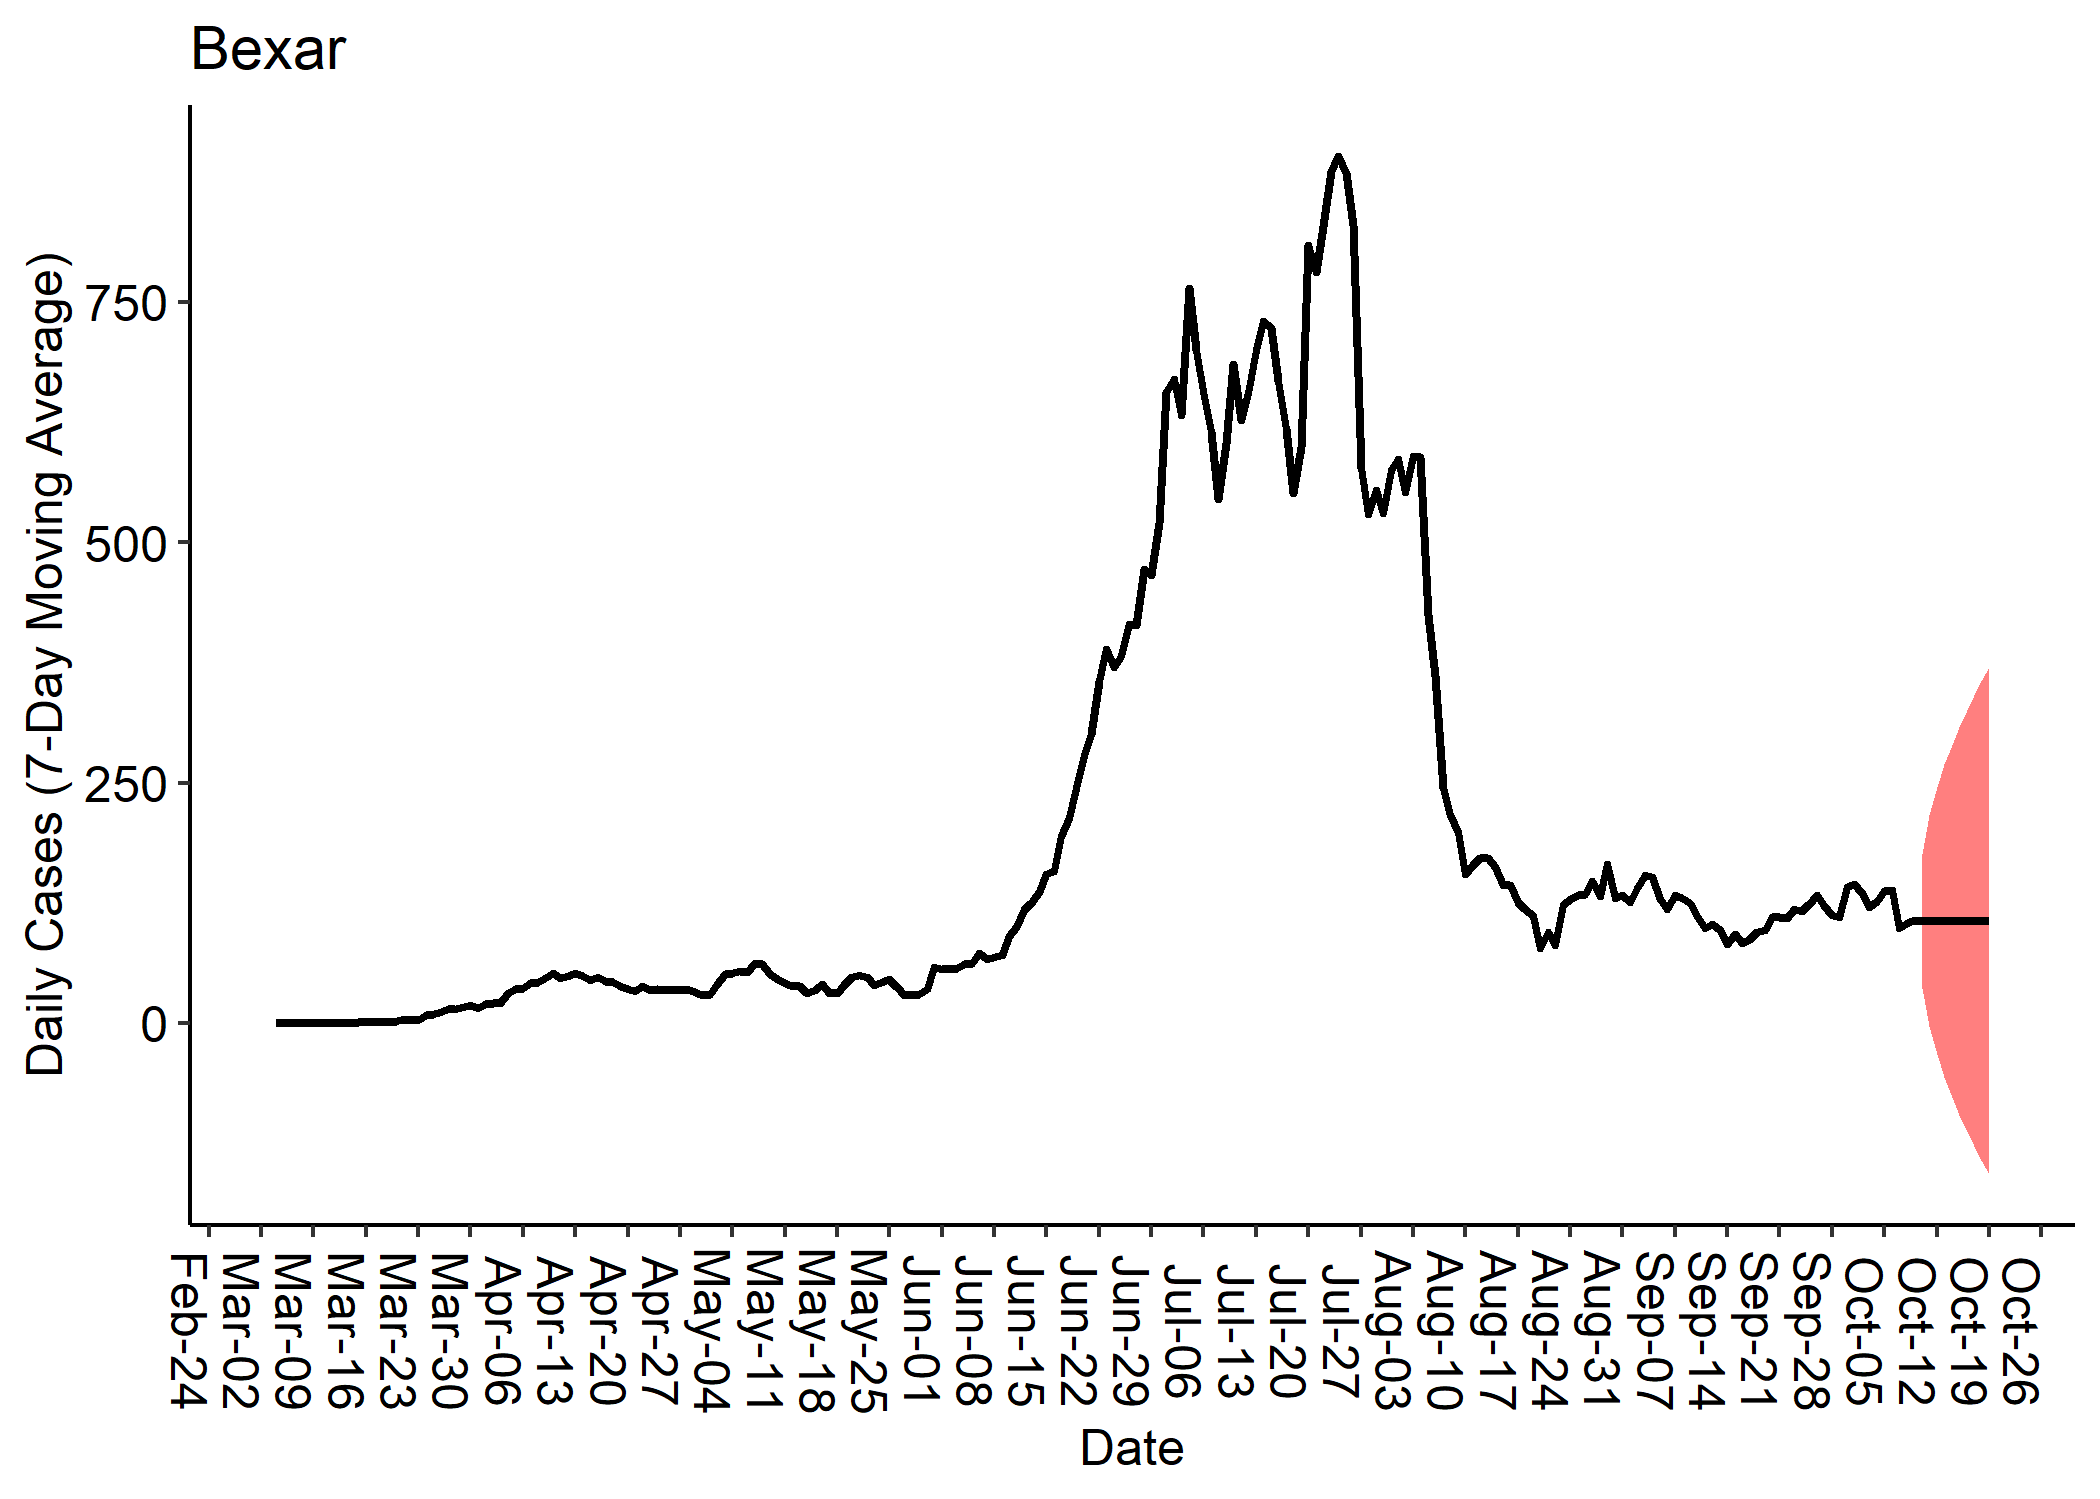 Bexar
Daily Cases (7-Day Moving Average)
750
500
250
0
Feb-24
Mar-02
Mar-09
Mar-16
Mar-23
Mar-30
Apr-06
Apr-13
Apr-20
Apr-27
May-04
May-11
May-18
May-25
Jun-01
Jun-08
Jun-15
Jun-22
Jun-29
Jul-06
Jul-13
Jul-20
Jul-27
Aug-03
Aug-10
Aug-17
Aug-24
Aug-31
Sep-07
Sep-14
Sep-21
Sep-28
Oct-05
Oct-12
Oct-19
Oct-26
Date